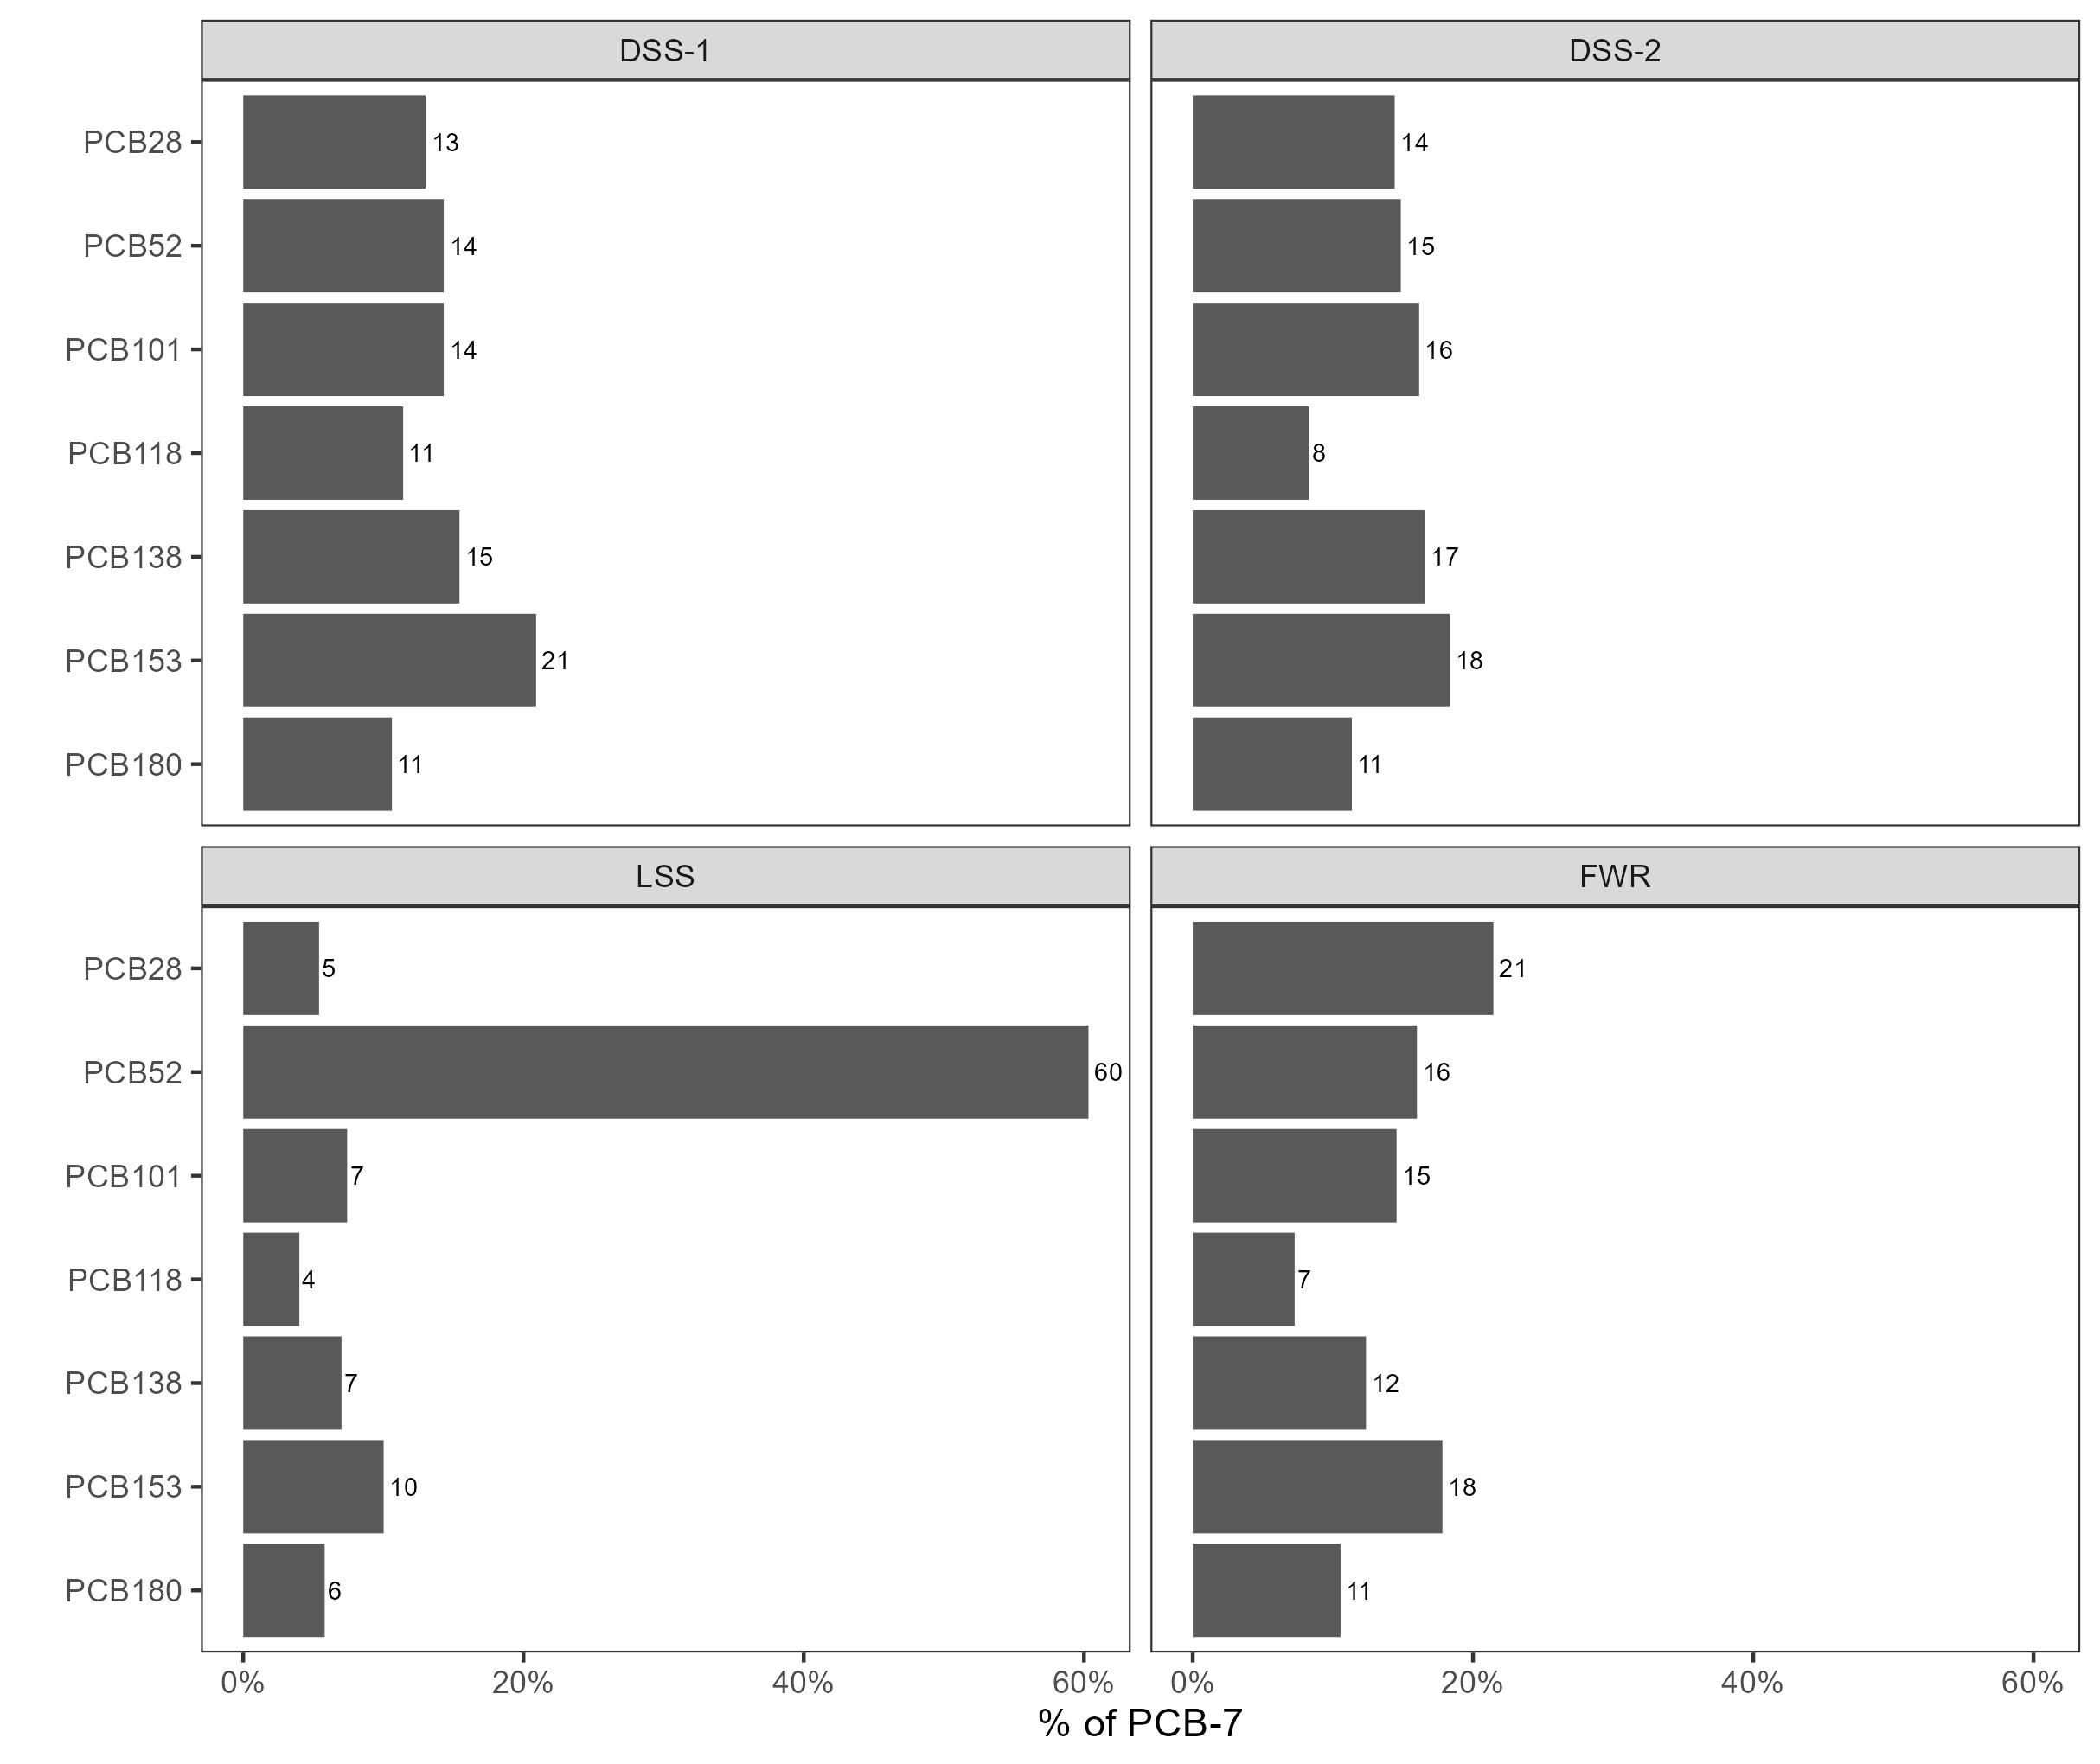 DSS-1
DSS-2
PCB28 13 14
PCB52 14 15
PCB101 14 16
PCB118 11 8
PCB138 15 17
PCB153 21 18
PCB180 11 11
LSS
FWR
PCB28 5 21
PCB52 60 16
PCB101 7 15
PCB118 4 7
PCB138 7 12
PCB153 10 18
PCB180 6 11
0% 20% 40% 60% 0% 20% 40% 60%
% of PCB-7